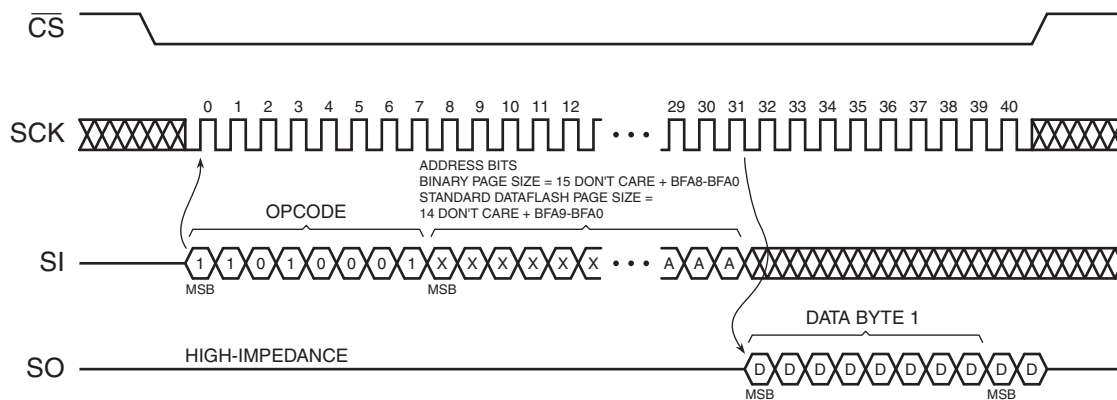 CS
SCK
0 1 2 3 4 5 6 7 8 9 10 11 12 29 30 31 32 33 34 35 36 37 38 39 40
ADDRESS BITS
BINARY PAGE SIZE = 15 DON'T CARE + BFA8-BFA0
STANDARD DATAFLASH PAGE SIZE =
14 DON'T CARE + BFA9-BFA0
OPCODE
SI
1 1 0 1 0 0 0 1 X X X X X X A A A
MSB MSB
DATA BYTE 1
HIGH-IMPEDANCE
SO
D D D D D D D D D D
MSB MSB